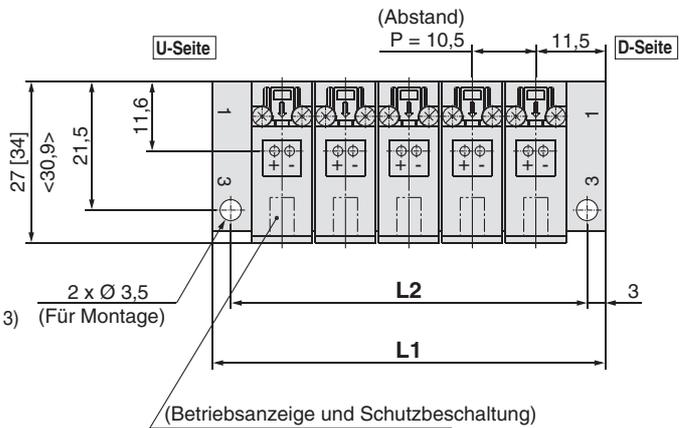 (Abstand)
U-Seite
P = 10,5
11,5
D-Seite
27 [34]
<30,9>
21,5
11,6
1
3
1
3
+ -
+ -
+ -
+ -
+ -
2 x Ø 3,5
3) (Für Montage)
L2
3
L1
(Betriebsanzeige und Schutzbeschaltung)